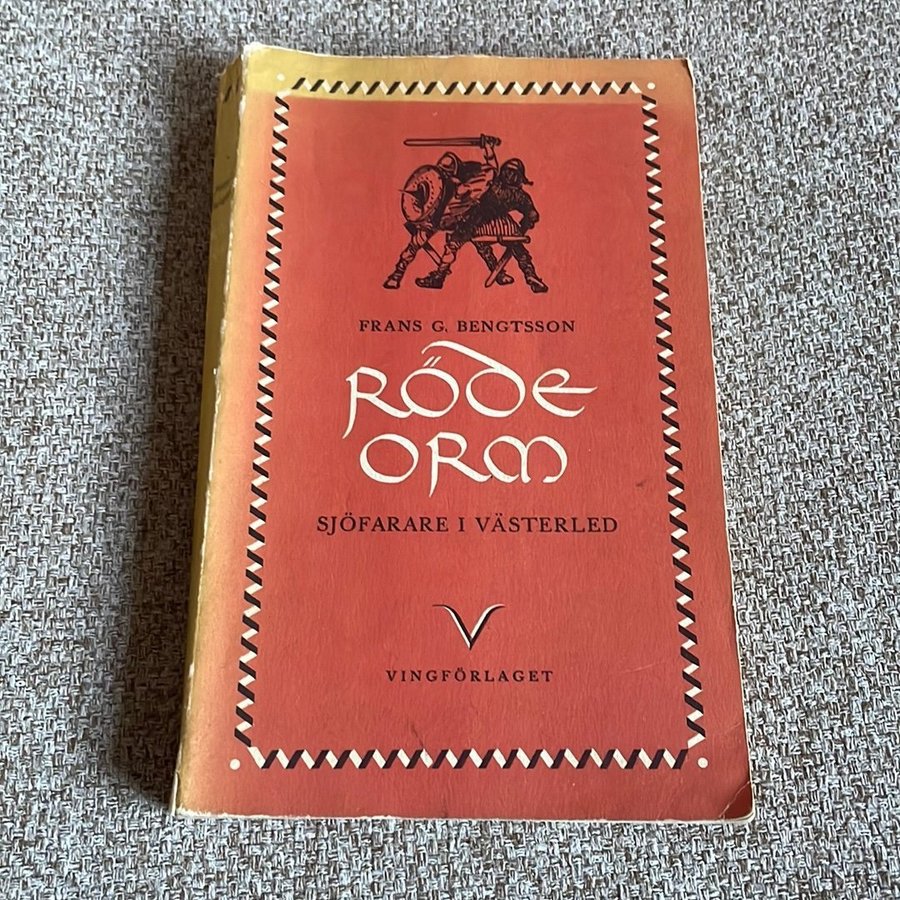 FRANS G. BENGTSSON
RÖDE
ORM
SJÖFARARE I VÄSTERLED
V
VINGFÖRLAGET